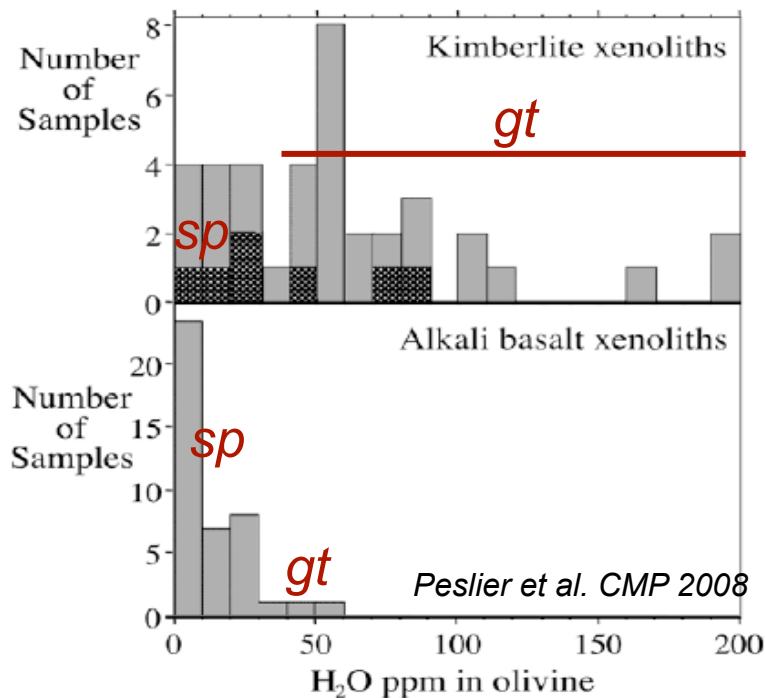 Number
of
Samples
8
6
4
2
0
Kimberlite xenoliths
gt
sp
Number
of
Samples
20
15
10
5
0
Alkali basalt xenoliths
sp
gt
Peslier et al. CMP 2008
0 50 100 150 200
H₂O ppm in olivine